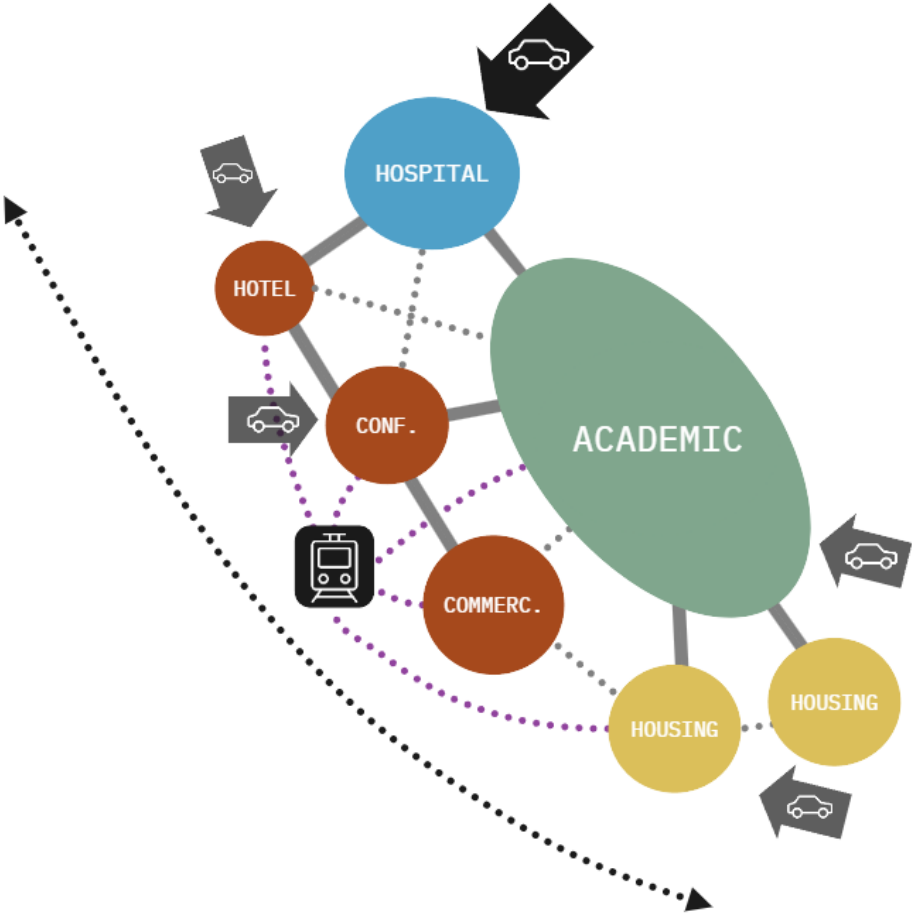 HOSPITAL
HOTEL
CONF.
ACADEMIC
COMMERC.
HOUSING
HOUSING